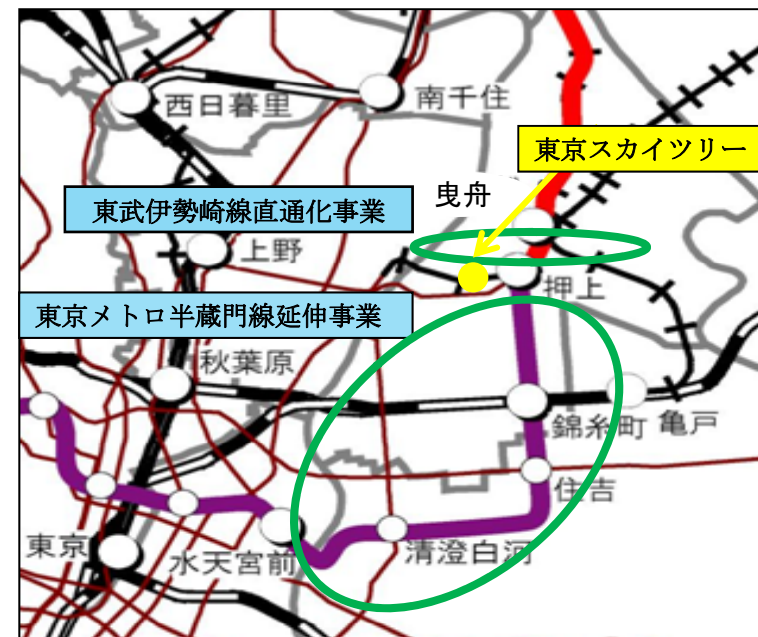 西日暮里
南千住
東京スカイツリー
曳舟
東武伊勢崎線直通化事業
上野
押上
東京メトロ半蔵門線延伸事業
秋葉原
錦糸町
亀戸
住吉
東京
水天宮前
清澄白河